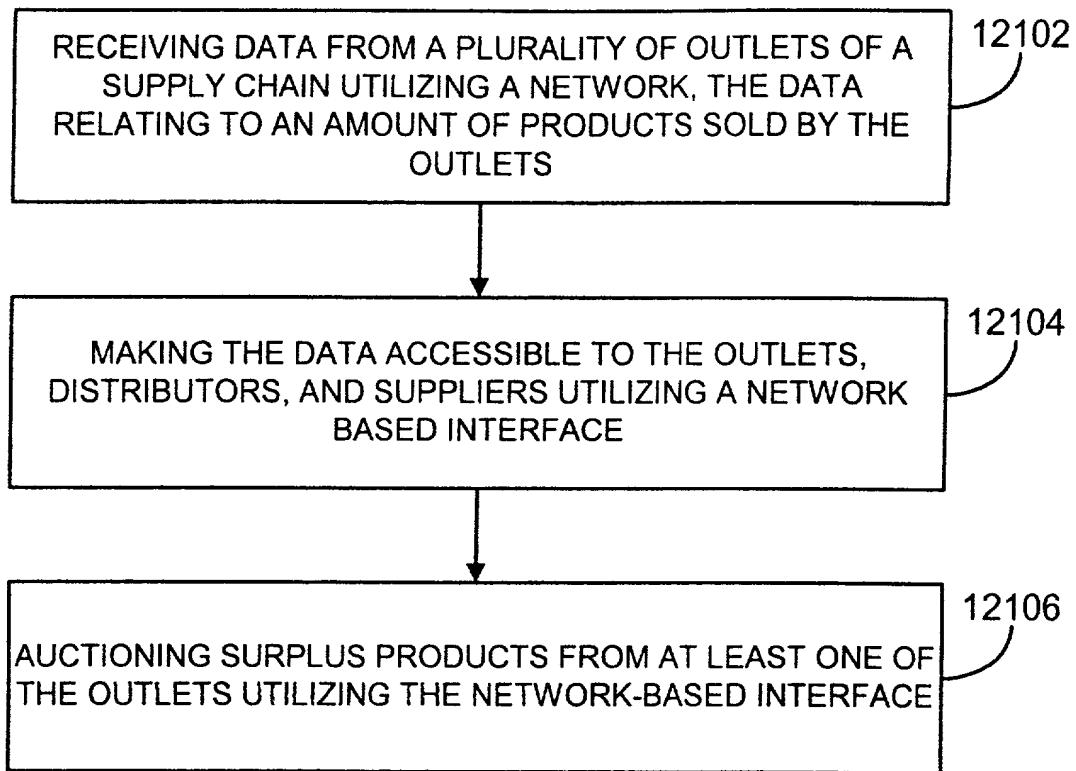 RECEIVING DATA FROM A PLURALITY OF OUTLETS OF A
SUPPLY CHAIN UTILIZING A NETWORK, THE DATA
RELATING TO AN AMOUNT OF PRODUCTS SOLD BY THE
OUTLETS
12102
MAKING THE DATA ACCESSIBLE TO THE OUTLETS,
DISTRIBUTORS, AND SUPPLIERS UTILIZING A NETWORK
BASED INTERFACE
12104
AUCTIONING SURPLUS PRODUCTS FROM AT LEAST ONE OF
THE OUTLETS UTILIZING THE NETWORK-BASED INTERFACE
12106